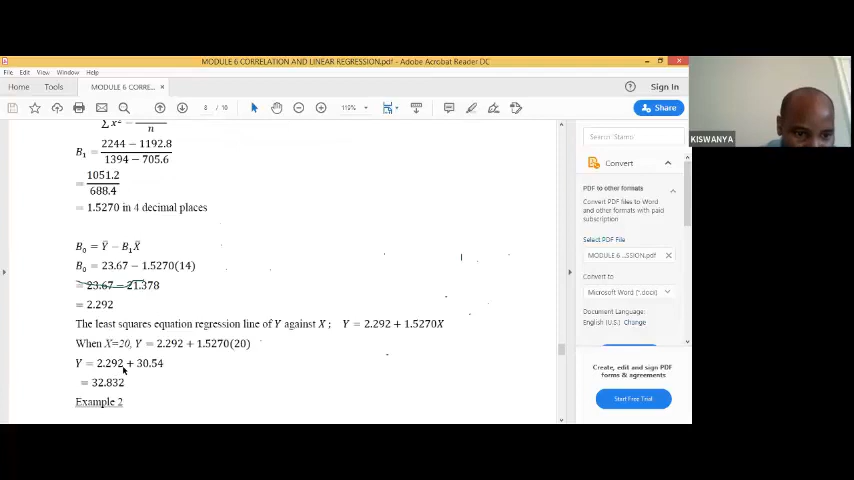 MODULE 6 CORRELATION AND LINEAR REGRESSION.pdf - Adobe Acrobat Reader DC
File Edit View Window Help
Home Tools MODULE 6 CORRE... × Sign In
8 / 10 119% Share
KISWANYA
∑x² − n
B₁ = (2244 − 1192.8)/(1394 − 705.6)
= 1051.2/688.4
= 1.5270 in 4 decimal places
B₀ = Ȳ − B₁X̄
B₀ = 23.67 − 1.5270(14)
= 23.67 − 21.378
= 2.292
The least squares equation regression line of Y against X ; Y = 2.292 + 1.5270X
When X=20, Y = 2.292 + 1.5270(20)
Y = 2.292 + 30.54
= 32.832
Example 2
Search 'Stamp'
Convert
PDF to other formats
Convert PDF files to Word
and other formats with paid
subscription
Select PDF File
MODULE 6 ...SSION.pdf ×
Convert to
Microsoft Word (*.docx)
Document Language:
English (U.S.) Change
Create, edit and sign PDF
forms & agreements
Start Free Trial